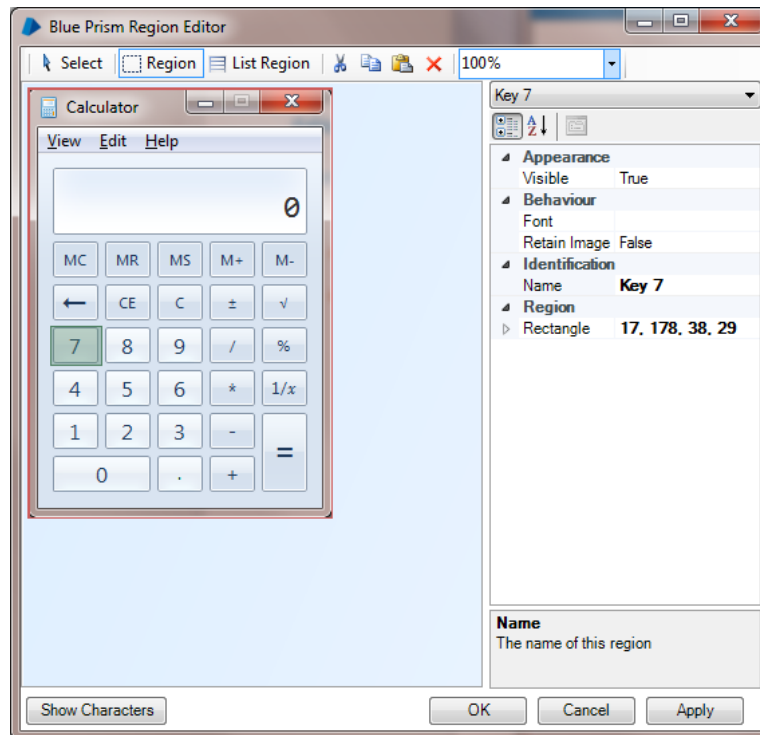 Blue Prism Region Editor
Select Region List Region 100%
Calculator
View Edit Help
0
MC MR MS M+ M-
← CE C ± √
7 8 9 / %
4 5 6 * 1/x
1 2 3 - =
0 . +
Key 7
Appearance
Visible True
Behaviour
Font
Retain Image False
Identification
Name Key 7
Region
Rectangle 17, 178, 38, 29
Name
The name of this region
Show Characters OK Cancel Apply